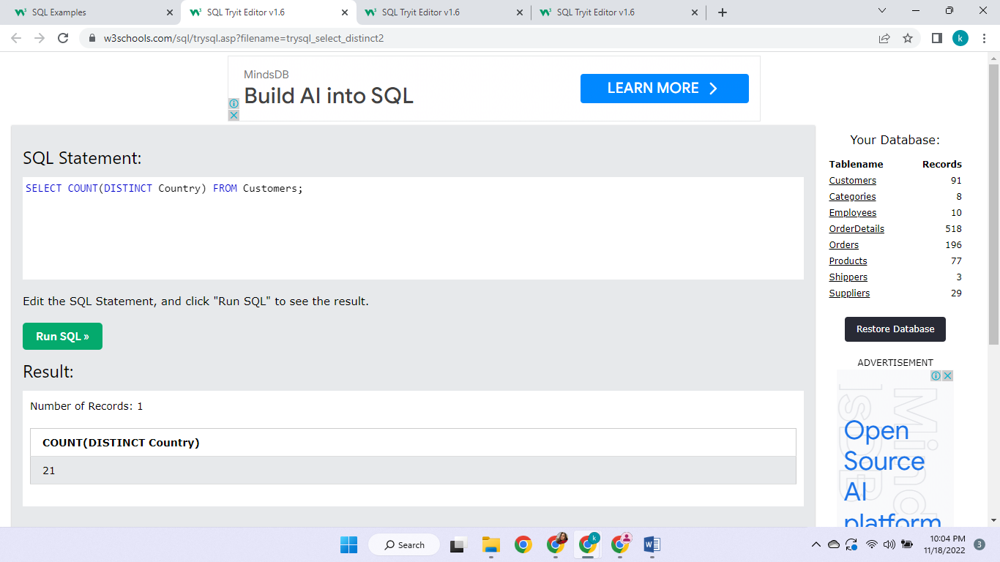 SQL Examples
SQL Tryit Editor v1.6
SQL Tryit Editor v1.6
SQL Tryit Editor v1.6
w3schools.com/sql/trysql.asp?filename=trysql_select_distinct2
k
MindsDB
Build AI into SQL
LEARN MORE
SQL Statement:
SELECT COUNT(DISTINCT Country) FROM Customers;
Edit the SQL Statement, and click "Run SQL" to see the result.
Run SQL »
Result:
Number of Records: 1
COUNT(DISTINCT Country)
21
Your Database:
Tablename Records
Customers 91
Categories 8
Employees 10
OrderDetails 518
Orders 196
Products 77
Shippers 3
Suppliers 29
Restore Database
ADVERTISEMENT
Open
Source
AI
platform
Search
k
10:04 PM
11/18/2022
3